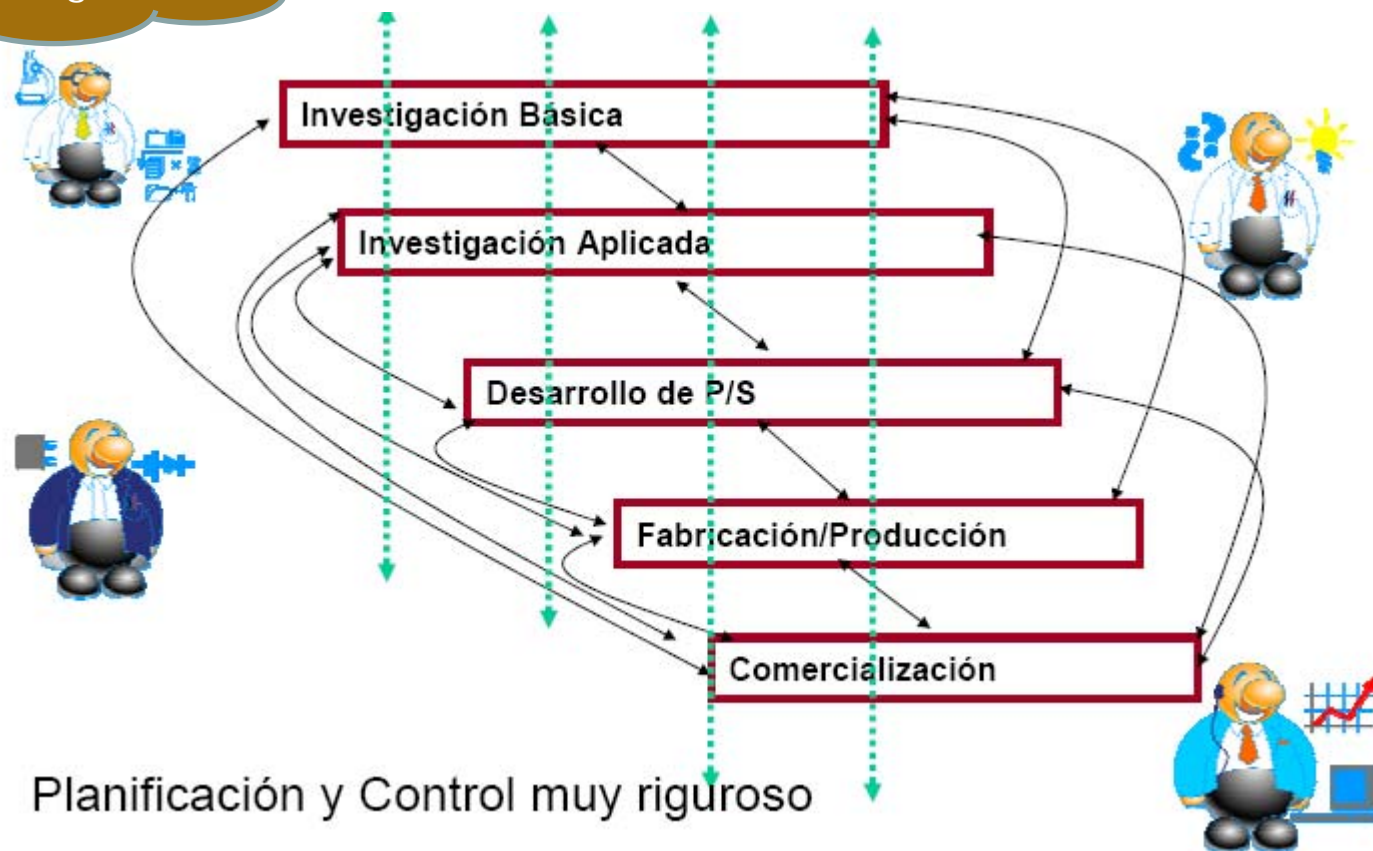 Investigación Básica
Investigación Aplicada
Desarrollo de P/S
Fabricación/Producción
Comercialización
Planificación y Control muy riguroso